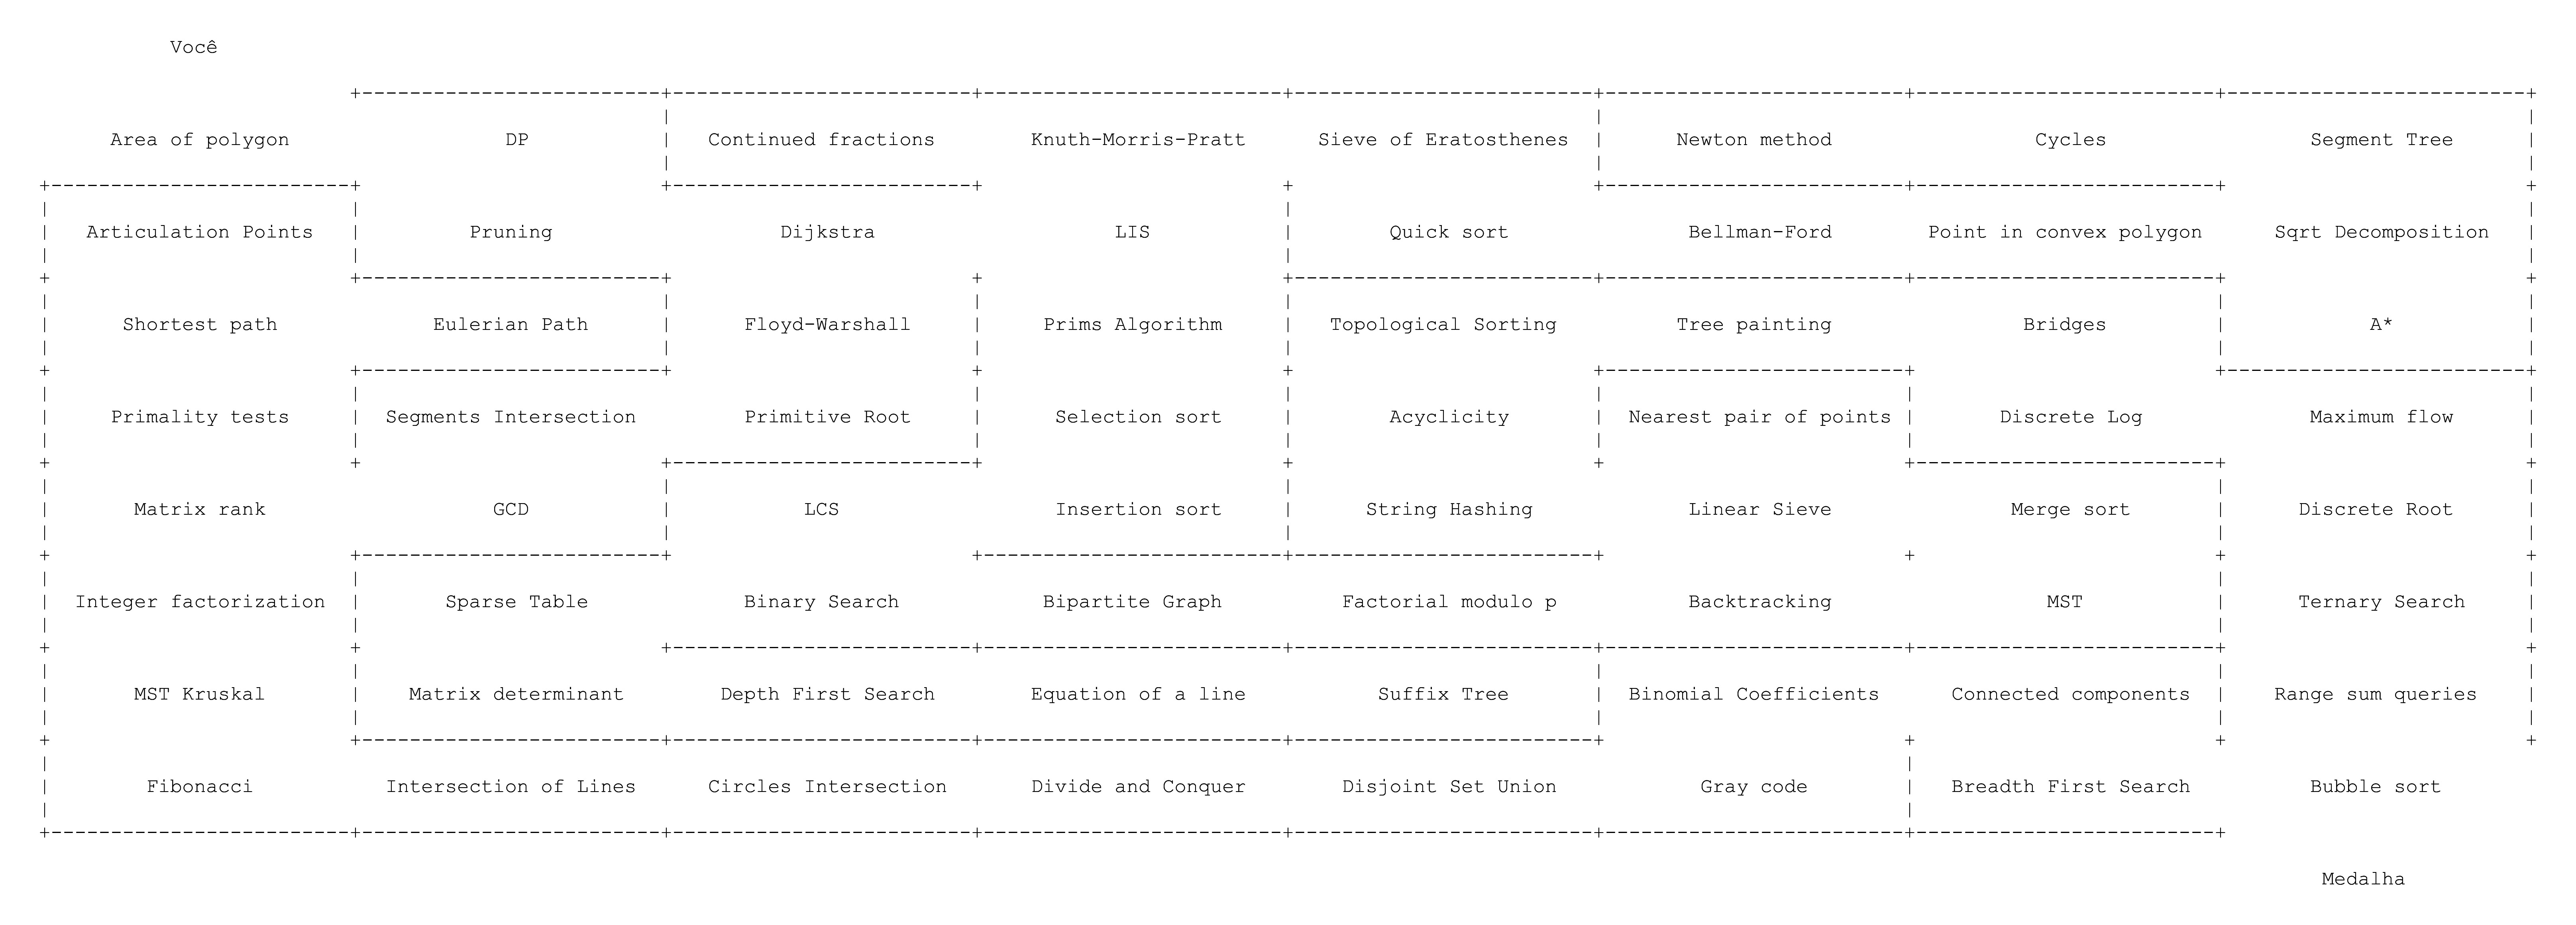 Você
Area of polygon DP Continued fractions Knuth-Morris-Pratt Sieve of Eratosthenes Newton method Cycles Segment Tree
Articulation Points Pruning Dijkstra LIS Quick sort Bellman-Ford Point in convex polygon Sqrt Decomposition
Shortest path Eulerian Path Floyd-Warshall Prims Algorithm Topological Sorting Tree painting Bridges A*
Primality tests Segments Intersection Primitive Root Selection sort Acyclicity Nearest pair of points Discrete Log Maximum flow
Matrix rank GCD LCS Insertion sort String Hashing Linear Sieve Merge sort Discrete Root
Integer factorization Sparse Table Binary Search Bipartite Graph Factorial modulo p Backtracking MST Ternary Search
MST Kruskal Matrix determinant Depth First Search Equation of a line Suffix Tree Binomial Coefficients Connected components Range sum queries
Fibonacci Intersection of Lines Circles Intersection Divide and Conquer Disjoint Set Union Gray code Breadth First Search Bubble sort
Medalha